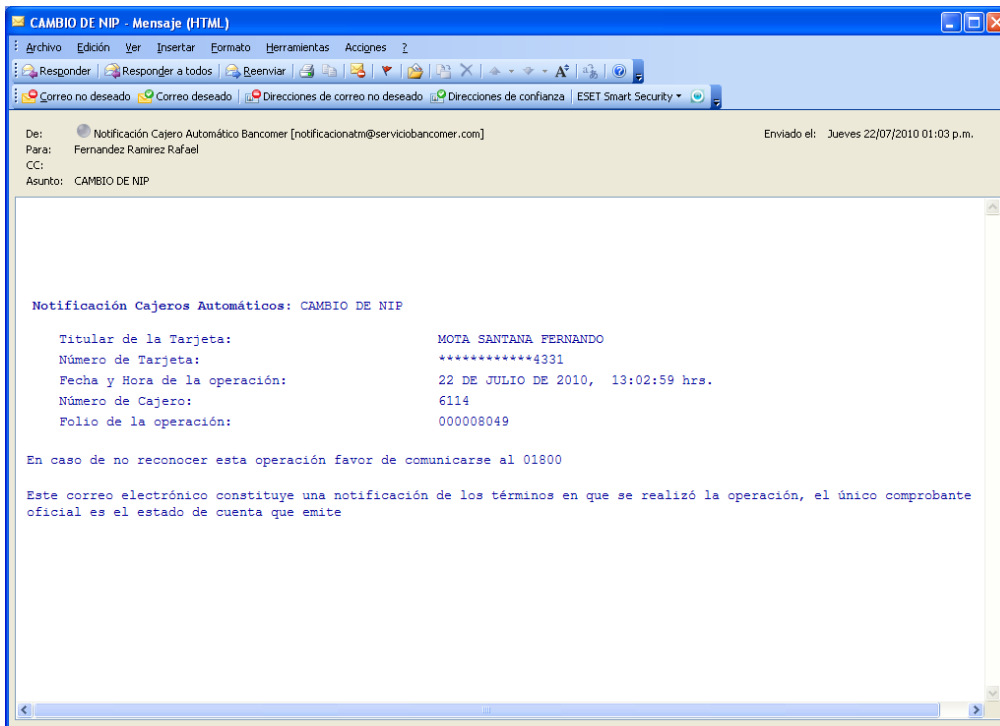 CAMBIO DE NIP - Mensaje (HTML)
Archivo Edición Ver Insertar Formato Herramientas Acciones ?
Responder Responder a todos Reenviar
Correo no deseado Correo deseado Direcciones de correo no deseado Direcciones de confianza ESET Smart Security
De: Notificación Cajero Automático Bancomer [notificacionatm@serviciobancomer.com] Enviado el: Jueves 22/07/2010 01:03 p.m.
Para: Fernandez Ramirez Rafael
CC:
Asunto: CAMBIO DE NIP
Notificación Cajeros Automáticos: CAMBIO DE NIP
Titular de la Tarjeta: MOTA SANTANA FERNANDO
Número de Tarjeta: ************4331
Fecha y Hora de la operación: 22 DE JULIO DE 2010, 13:02:59 hrs.
Número de Cajero: 6114
Folio de la operación: 000008049
En caso de no reconocer esta operación favor de comunicarse al 01800
Este correo electrónico constituye una notificación de los términos en que se realizó la operación, el único comprobante
oficial es el estado de cuenta que emite